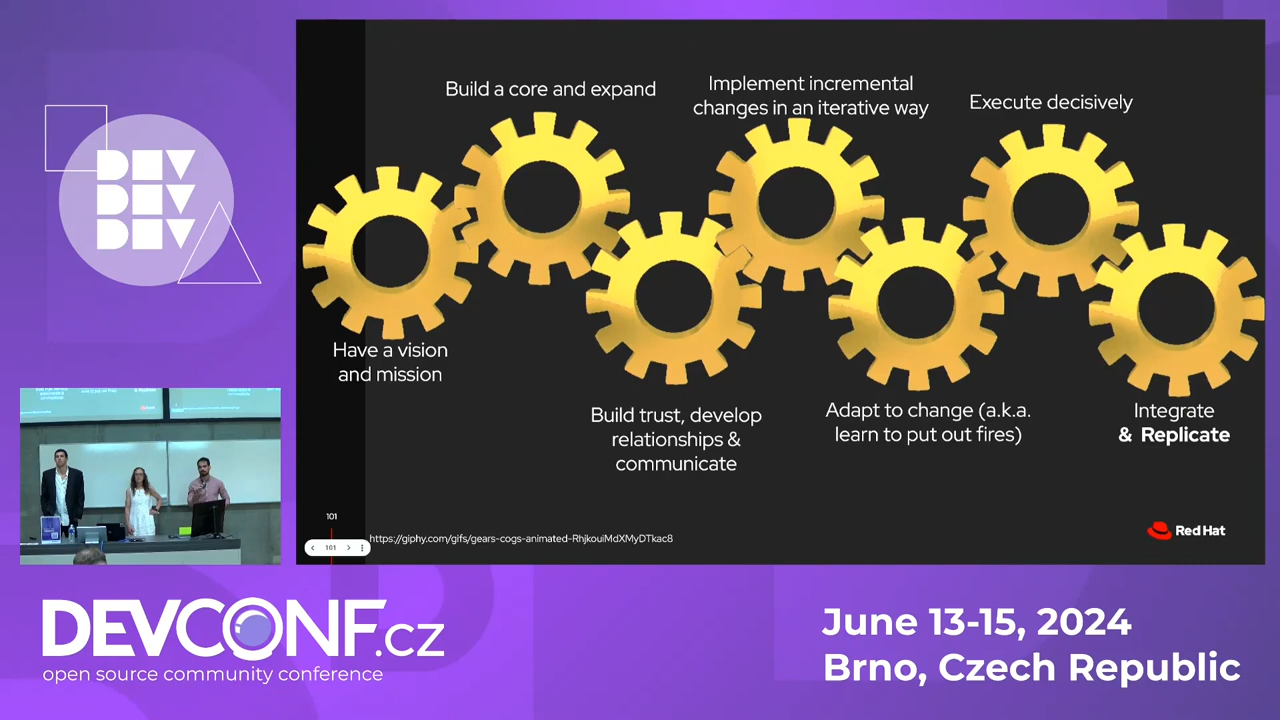 DEV
DEV
DEV
Build a core and expand
Implement incremental
changes in an iterative way
Execute decisively
Have a vision
and mission
Build trust, develop
relationships &
communicate
Adapt to change (a.k.a.
learn to put out fires)
Integrate
& Replicate
101
101
https://giphy.com/gifs/gears-cogs-animated-RhjkouiMdXMyDTkac8
Red Hat
DEVCONF.cz
open source community conference
June 13-15, 2024
Brno, Czech Republic